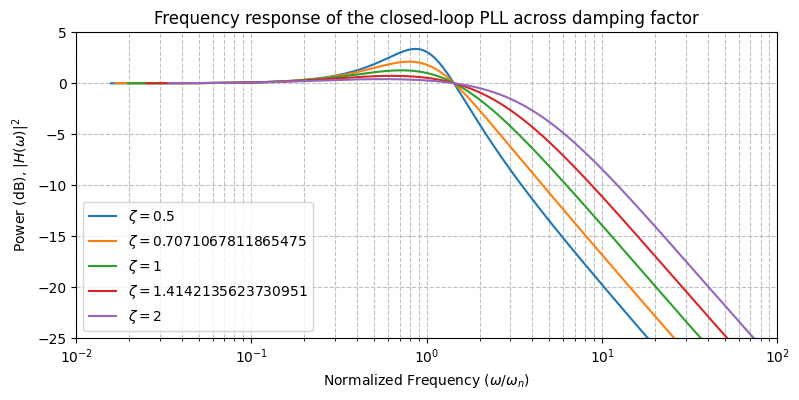 Frequency response of the closed-loop PLL across damping factor
Power (dB), |H(ω)|²
5
0
−5
−10
−15
−20
−25
ζ = 0.5
ζ = 0.7071067811865475
ζ = 1
ζ = 1.4142135623730951
ζ = 2
10⁻² 10⁻¹ 10⁰ 10¹ 10²
Normalized Frequency (ω/ωₙ)